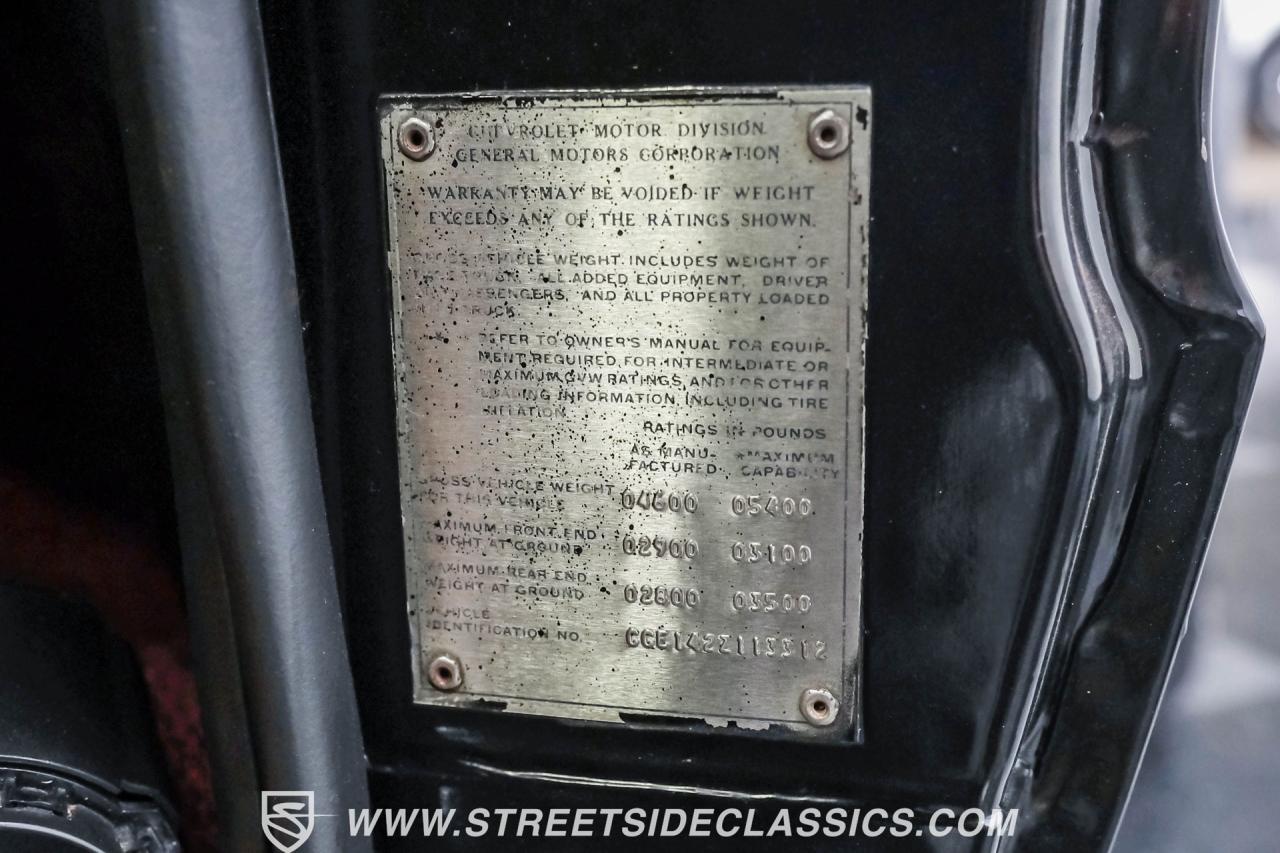 CHEVROLET MOTOR DIVISION
GENERAL MOTORS CORPORATION
WARRANTY MAY BE VOIDED IF WEIGHT
EXCEEDS ANY OF THE RATINGS SHOWN.
VEHICLE WEIGHT INCLUDES WEIGHT OF
ALL ADDED EQUIPMENT, DRIVER
PASSENGERS, AND ALL PROPERTY LOADED
TRUCK
REFER TO OWNER'S MANUAL FOR EQUIP-
MENT REQUIRED FOR INTERMEDIATE OR
MAXIMUM GVW RATINGS AND FOR OTHER
LOADING INFORMATION, INCLUDING TIRE
INFLATION
RATINGS IN POUNDS
AS MANU- MAXIMUM
FACTURED CAPABILITY
GROSS VEHICLE WEIGHT
FOR THIS VEHICLE 04600 05400
MAXIMUM FRONT END
WEIGHT AT GROUND 02900 03100
MAXIMUM REAR END
WEIGHT AT GROUND 02800 03500
VEHICLE
IDENTIFICATION NO.
WWW.STREETSIDECLASSICS.COM